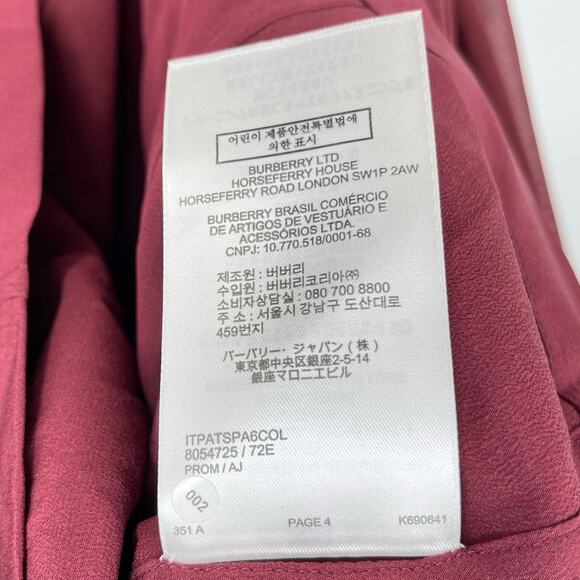 어린이 제품안전특별법에
의한 표시
BURBERRY LTD
HORSEFERRY HOUSE
HORSEFERRY ROAD LONDON SW1P 2AW
BURBERRY BRASIL COMÉRCIO
DE ARTIGOS DE VESTUÁRIO E
ACESSÓRIOS LTDA.
CNPJ: 10.770.518/0001-68
제조원 : 버버리
수입원 : 버버리코리아㈜
소비자상담실 : 080 700 8800
주 소 : 서울시 강남구 도산대로
459번지
バーバリー・ジャパン(株)
東京都中央区銀座2-5-14
銀座マロニエビル
ITPATSPA6COL
8054725 / 72E
PROM / AJ
002
351 A PAGE 4 K690641